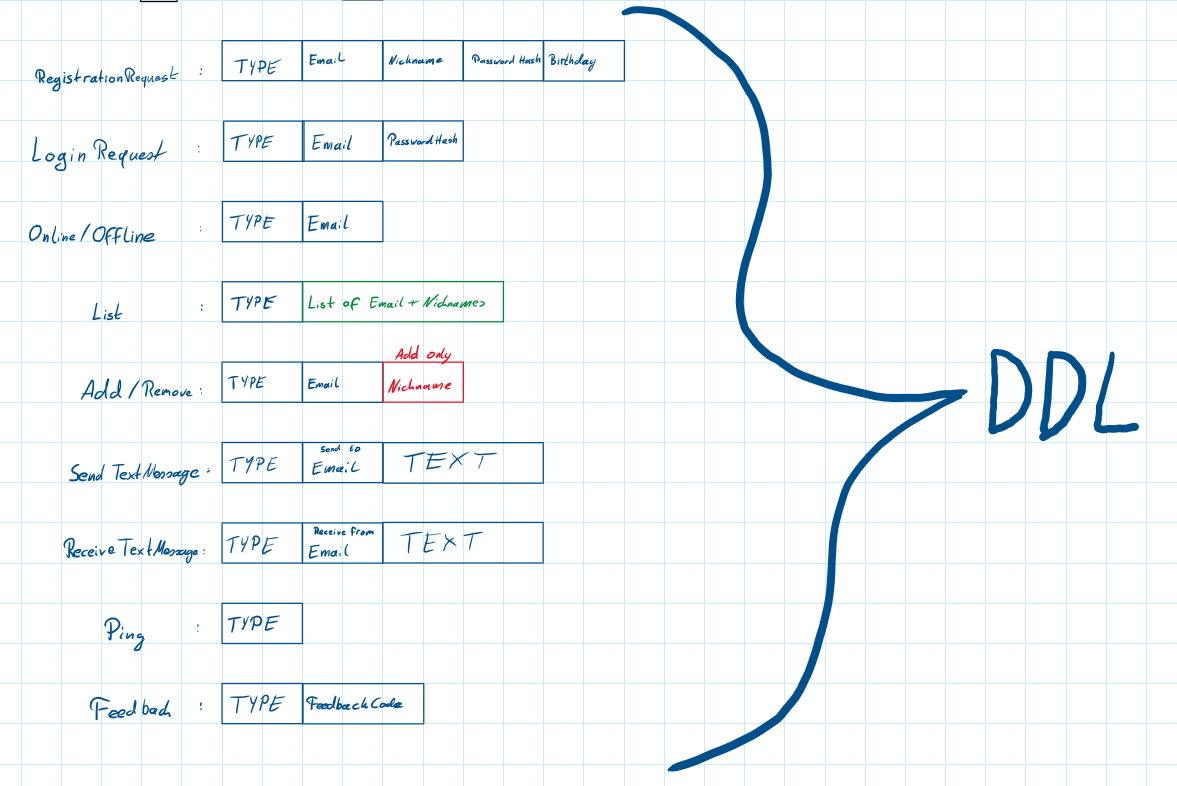 RegistrationRequest : TYPE Email Nickname Password Hash Birthday
Login Request : TYPE Email PasswordHash
Online/Offline : TYPE Email
List : TYPE List of Email + Nicknames
Add only
Add/Remove : TYPE Email Nickname
Send to
Send TextMessage : TYPE Email TEXT
Receive from
Receive TextMessage : TYPE Email TEXT
Ping : TYPE
Feedback : TYPE FeedbackCode
DDL